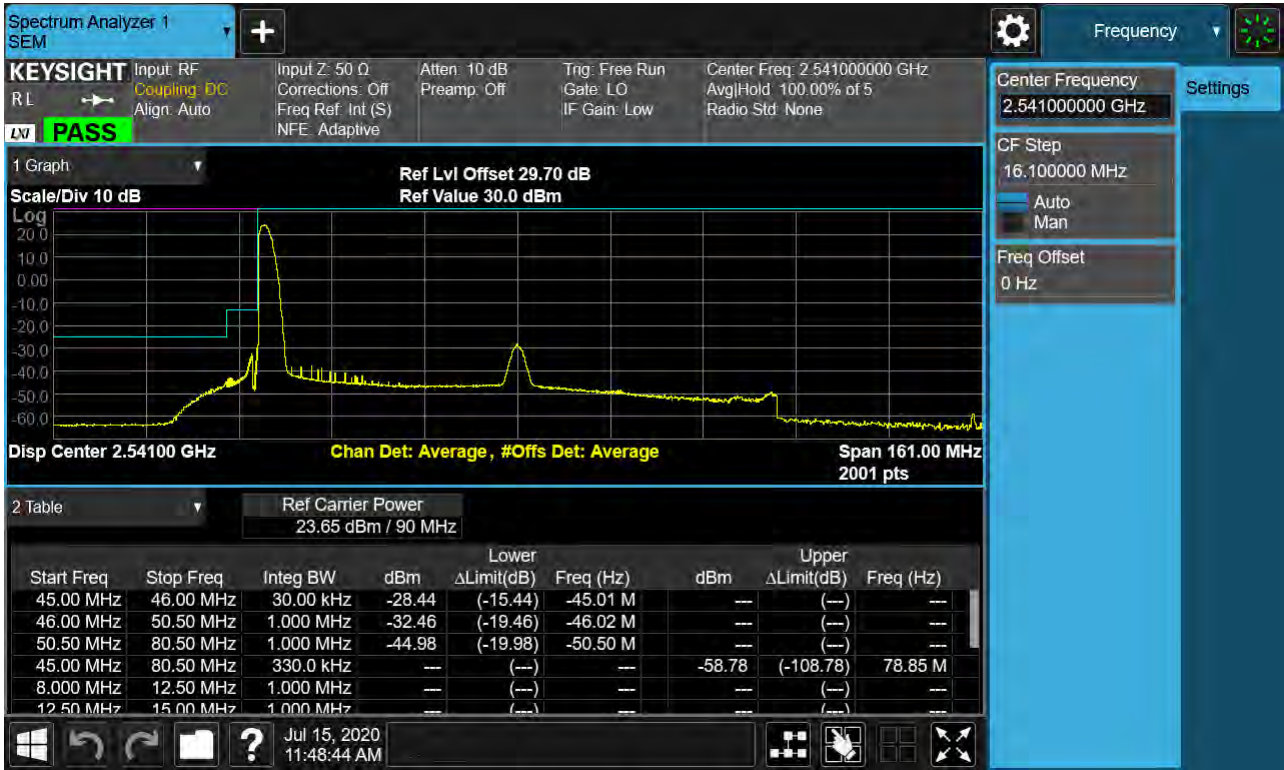 Spectrum Analyzer 1
SEM
Frequency
KEYSIGHT
R L
LXI
PASS
Input: RF
Coupling: DC
Align: Auto
Input Z: 50 Ω
Corrections: Off
Freq Ref: Int (S)
NFE: Adaptive
Atten: 10 dB
Preamp: Off
Trig: Free Run
Gate: LO
IF Gain: Low
Center Freq: 2.541000000 GHz
Avg|Hold: 100.00% of 5
Radio Std: None
Center Frequency
2.541000000 GHz
Settings
CF Step
16.100000 MHz
Auto
Man
Freq Offset
0 Hz
1 Graph
Scale/Div 10 dB
Ref Lvl Offset 29.70 dB
Ref Value 30.0 dBm
Log
20.0
10.0
0.00
-10.0
-20.0
-30.0
-40.0
-50.0
-60.0
Disp Center 2.54100 GHz
Chan Det: Average , #Offs Det: Average
Span 161.00 MHz
2001 pts
2 Table
Ref Carrier Power
23.65 dBm / 90 MHz
Lower Upper
Start Freq Stop Freq Integ BW dBm ΔLimit(dB) Freq (Hz) dBm ΔLimit(dB) Freq (Hz)
45.00 MHz 46.00 MHz 30.00 kHz -28.44 (-15.44) -45.01 M --- (---) ---
46.00 MHz 50.50 MHz 1.000 MHz -32.46 (-19.46) -46.02 M --- (---) ---
50.50 MHz 80.50 MHz 1.000 MHz -44.98 (-19.98) -50.50 M --- (---) ---
45.00 MHz 80.50 MHz 330.0 kHz --- (---) --- -58.78 (-108.78) 78.85 M
8.000 MHz 12.50 MHz 1.000 MHz --- (---) --- --- (---) ---
12.50 MHz 15.00 MHz 1.000 MHz --- (---) --- --- (---) ---
?
Jul 15, 2020
11:48:44 AM